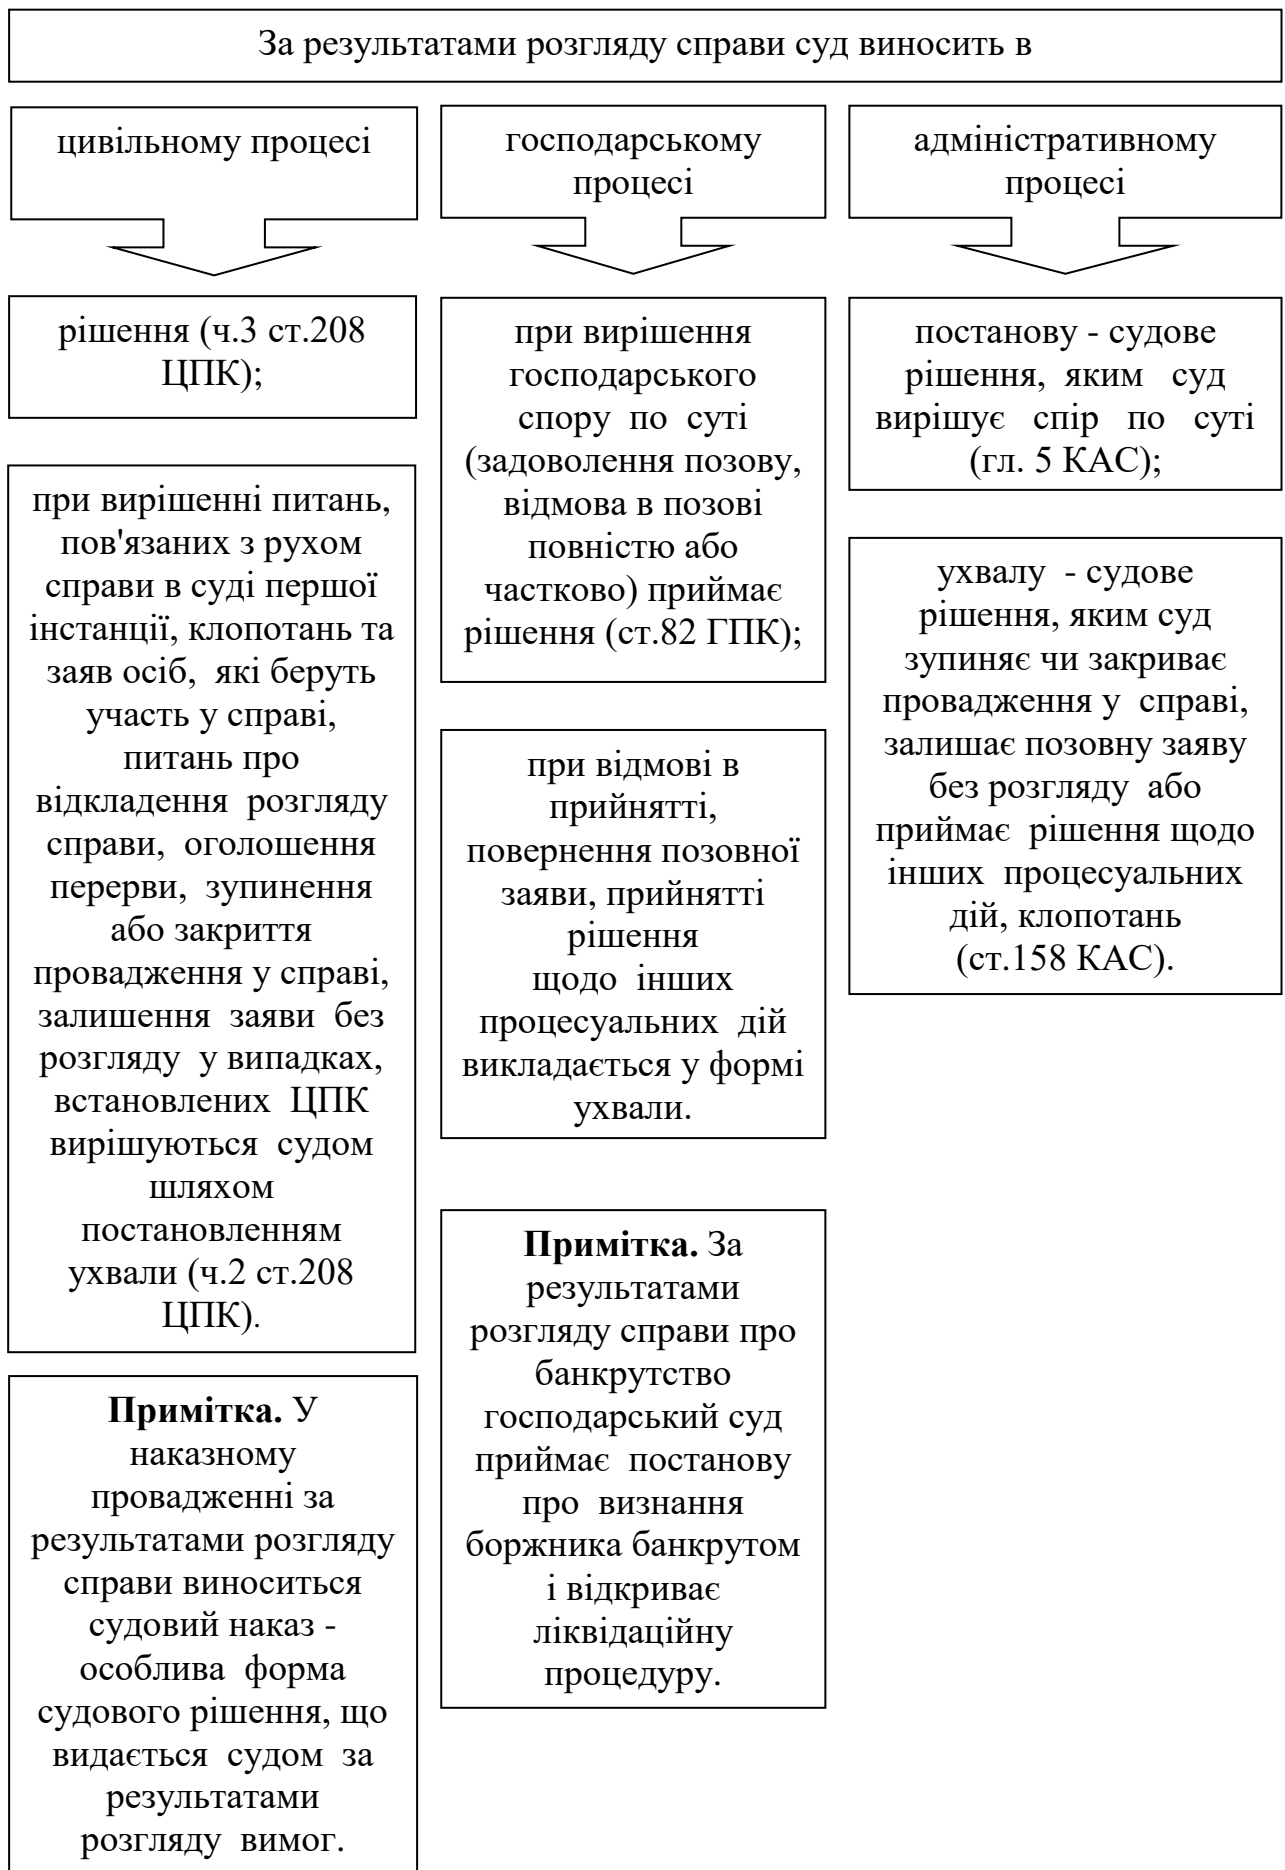 За результатами розгляду справи суд виносить в
цивільному процесі
рішення (ч.3 ст.208
ЦПК);
при вирішенні питань,
пов'язаних з рухом
справи в суді першої
інстанції, клопотань та
заяв осіб, які беруть
участь у справі,
питань про
відкладення розгляду
справи, оголошення
перерви, зупинення
або закриття
провадження у справі,
залишення заяви без
розгляду у випадках,
встановлених ЦПК
вирішуються судом
шляхом
постановленням
ухвали (ч.2 ст.208
ЦПК).
Примітка. У
наказному
провадженні за
результатами розгляду
справи виноситься
судовий наказ -
особлива форма
судового рішення, що
видається судом за
результатами
розгляду вимог.
господарському
процесі
при вирішення
господарського
спору по суті
(задоволення позову,
відмова в позові
повністю або
частково) приймає
рішення (ст.82 ГПК);
при відмові в
прийнятті,
повернення позовної
заяви, прийнятті
рішення
щодо інших
процесуальних дій
викладається у формі
ухвали.
Примітка. За
результатами
розгляду справи про
банкрутство
господарський суд
приймає постанову
про визнання
боржника банкрутом
і відкриває
ліквідаційну
процедуру.
адміністративному
процесі
постанову - судове
рішення, яким суд
вирішує спір по суті
(гл. 5 КАС);
ухвалу - судове
рішення, яким суд
зупиняє чи закриває
провадження у справі,
залишає позовну заяву
без розгляду або
приймає рішення щодо
інших процесуальних
дій, клопотань
(ст.158 КАС).